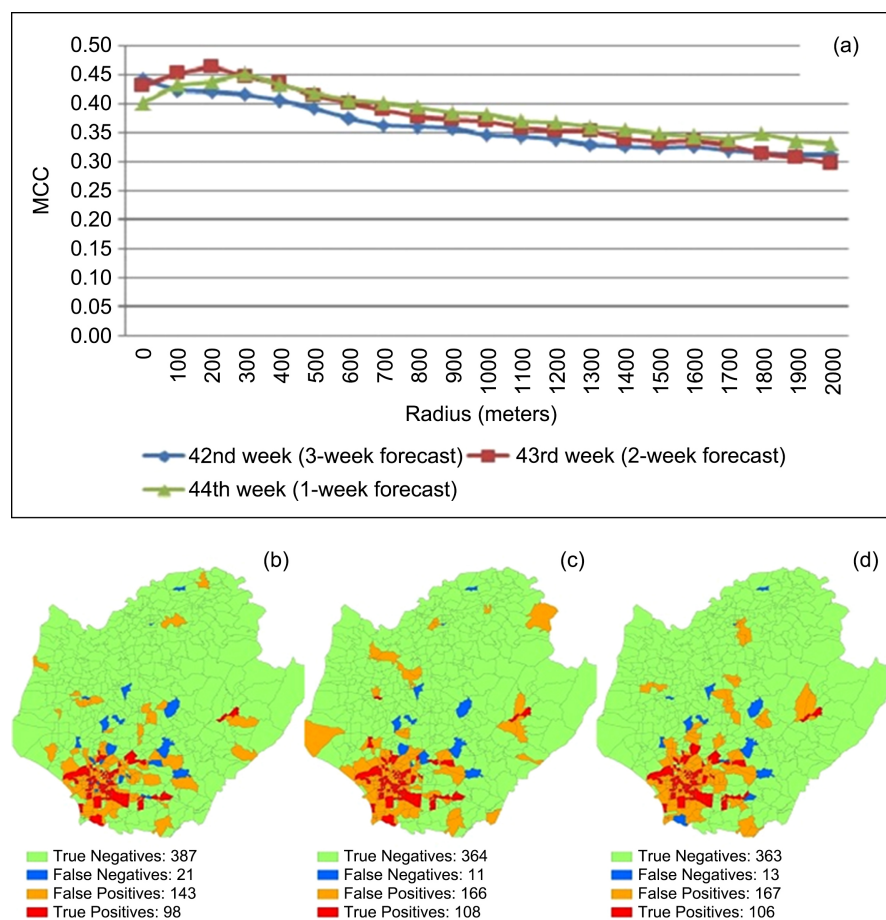 (a)
0.50
0.45
0.40
0.35
0.30
0.25
0.20
0.15
0.10
0.05
0.00
MCC
0 100 200 300 400 500 600 700 800 900 1000 1100 1200 1300 1400 1500 1600 1700 1800 1900 2000
Radius (meters)
42nd week (3-week forecast) 43rd week (2-week forecast)
44th week (1-week forecast)
(b)
True Negatives: 387
False Negatives: 21
False Positives: 143
True Positives: 98
(c)
True Negatives: 364
False Negatives: 11
False Positives: 166
True Positives: 108
(d)
True Negatives: 363
False Negatives: 13
False Positives: 167
True Positives: 106